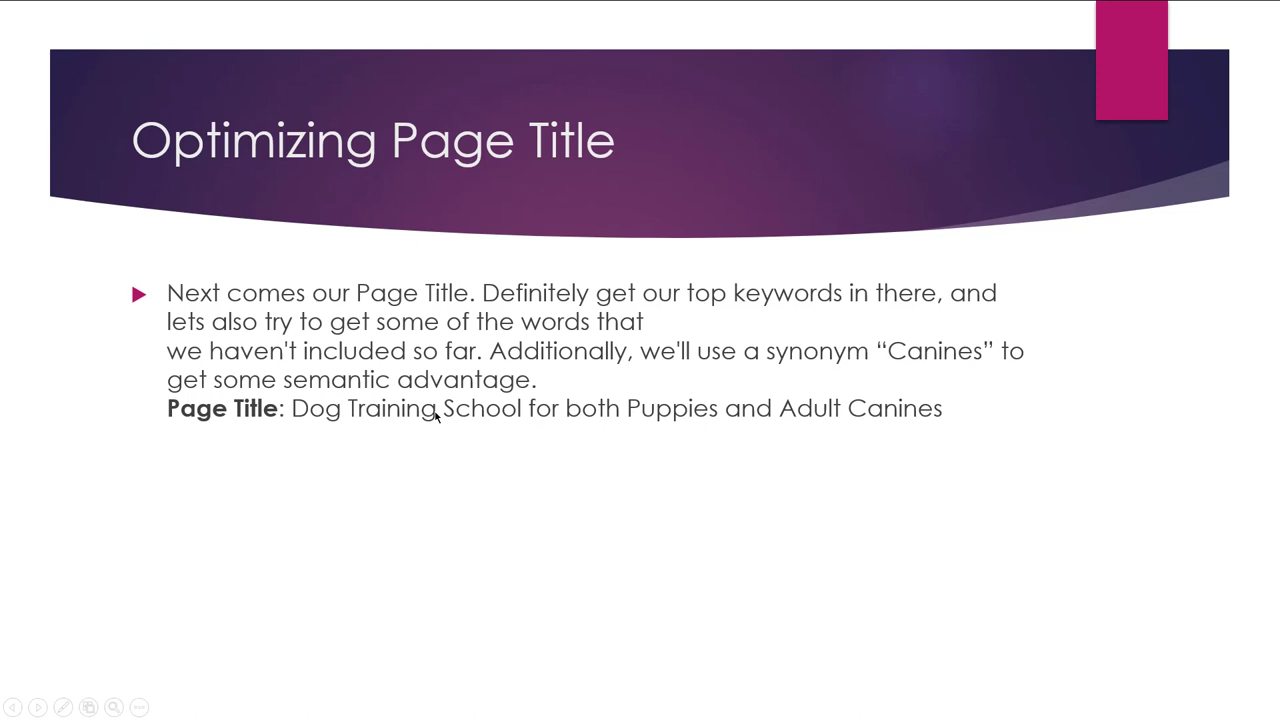 Optimizing Page Title
Next comes our Page Title. Definitely get our top keywords in there, and
lets also try to get some of the words that
we haven't included so far. Additionally, we'll use a synonym “Canines” to
get some semantic advantage.
Page Title: Dog Training School for both Puppies and Adult Canines